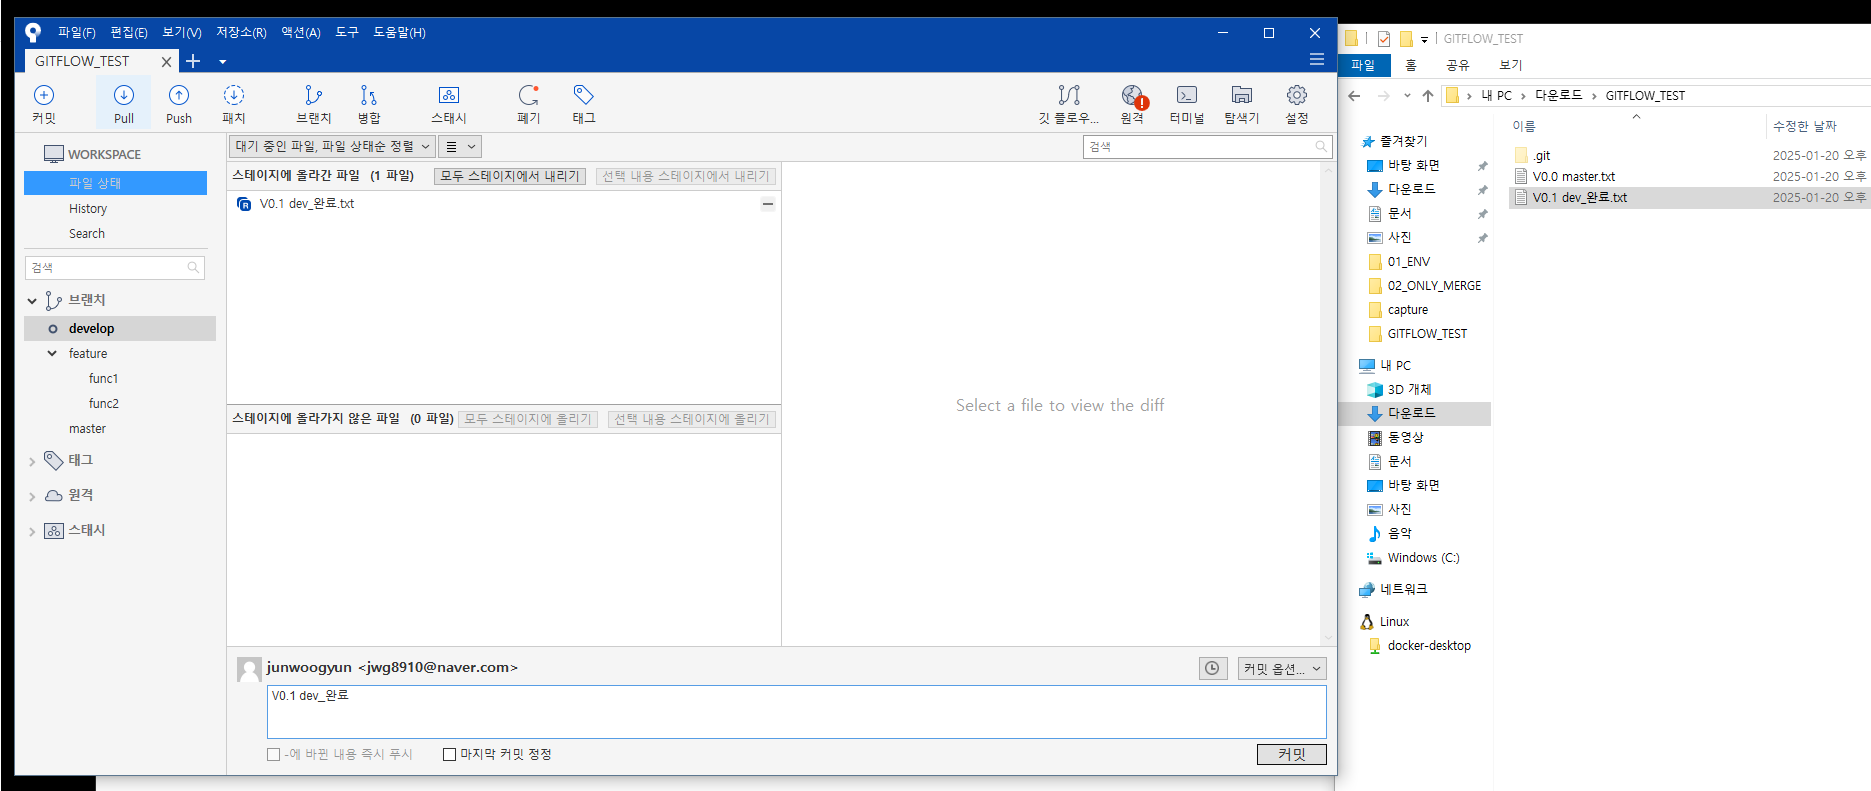 파일(F) 편집(E) 보기(V) 저장소(R) 액션(A) 도구 도움말(H)
GITFLOW_TEST
커밋 Pull Push 패치 브랜치 병합 스태시 폐기 태그 깃 플로우... 원격 터미널 탐색기 설정
WORKSPACE
파일 상태
History
Search
검색
브랜치
develop
feature
func1
func2
master
태그
원격
스태시
대기 중인 파일, 파일 상태순 정렬
검색
스테이지에 올라간 파일 (1 파일) 모두 스테이지에서 내리기 선택 내용 스테이지에서 내리기
R V0.1 dev_완료.txt
스테이지에 올라가지 않은 파일 (0 파일) 모두 스테이지에 올리기 선택 내용 스테이지에 올리기
Select a file to view the diff
junwoogyun <jwg8910@naver.com>
커밋 옵션...
V0.1 dev_완료
-에 바뀐 내용 즉시 푸시 마지막 커밋 정정
커밋
GITFLOW_TEST
파일 홈 공유 보기
내 PC 다운로드 GITFLOW_TEST
즐겨찾기
바탕 화면
다운로드
문서
사진
01_ENV
02_ONLY_MERGE
capture
GITFLOW_TEST
내 PC
3D 개체
다운로드
동영상
문서
바탕 화면
사진
음악
Windows (C:)
네트워크
Linux
docker-desktop
이름 수정한 날짜
.git 2025-01-20 오후
V0.0 master.txt 2025-01-20 오후
V0.1 dev_완료.txt 2025-01-20 오후